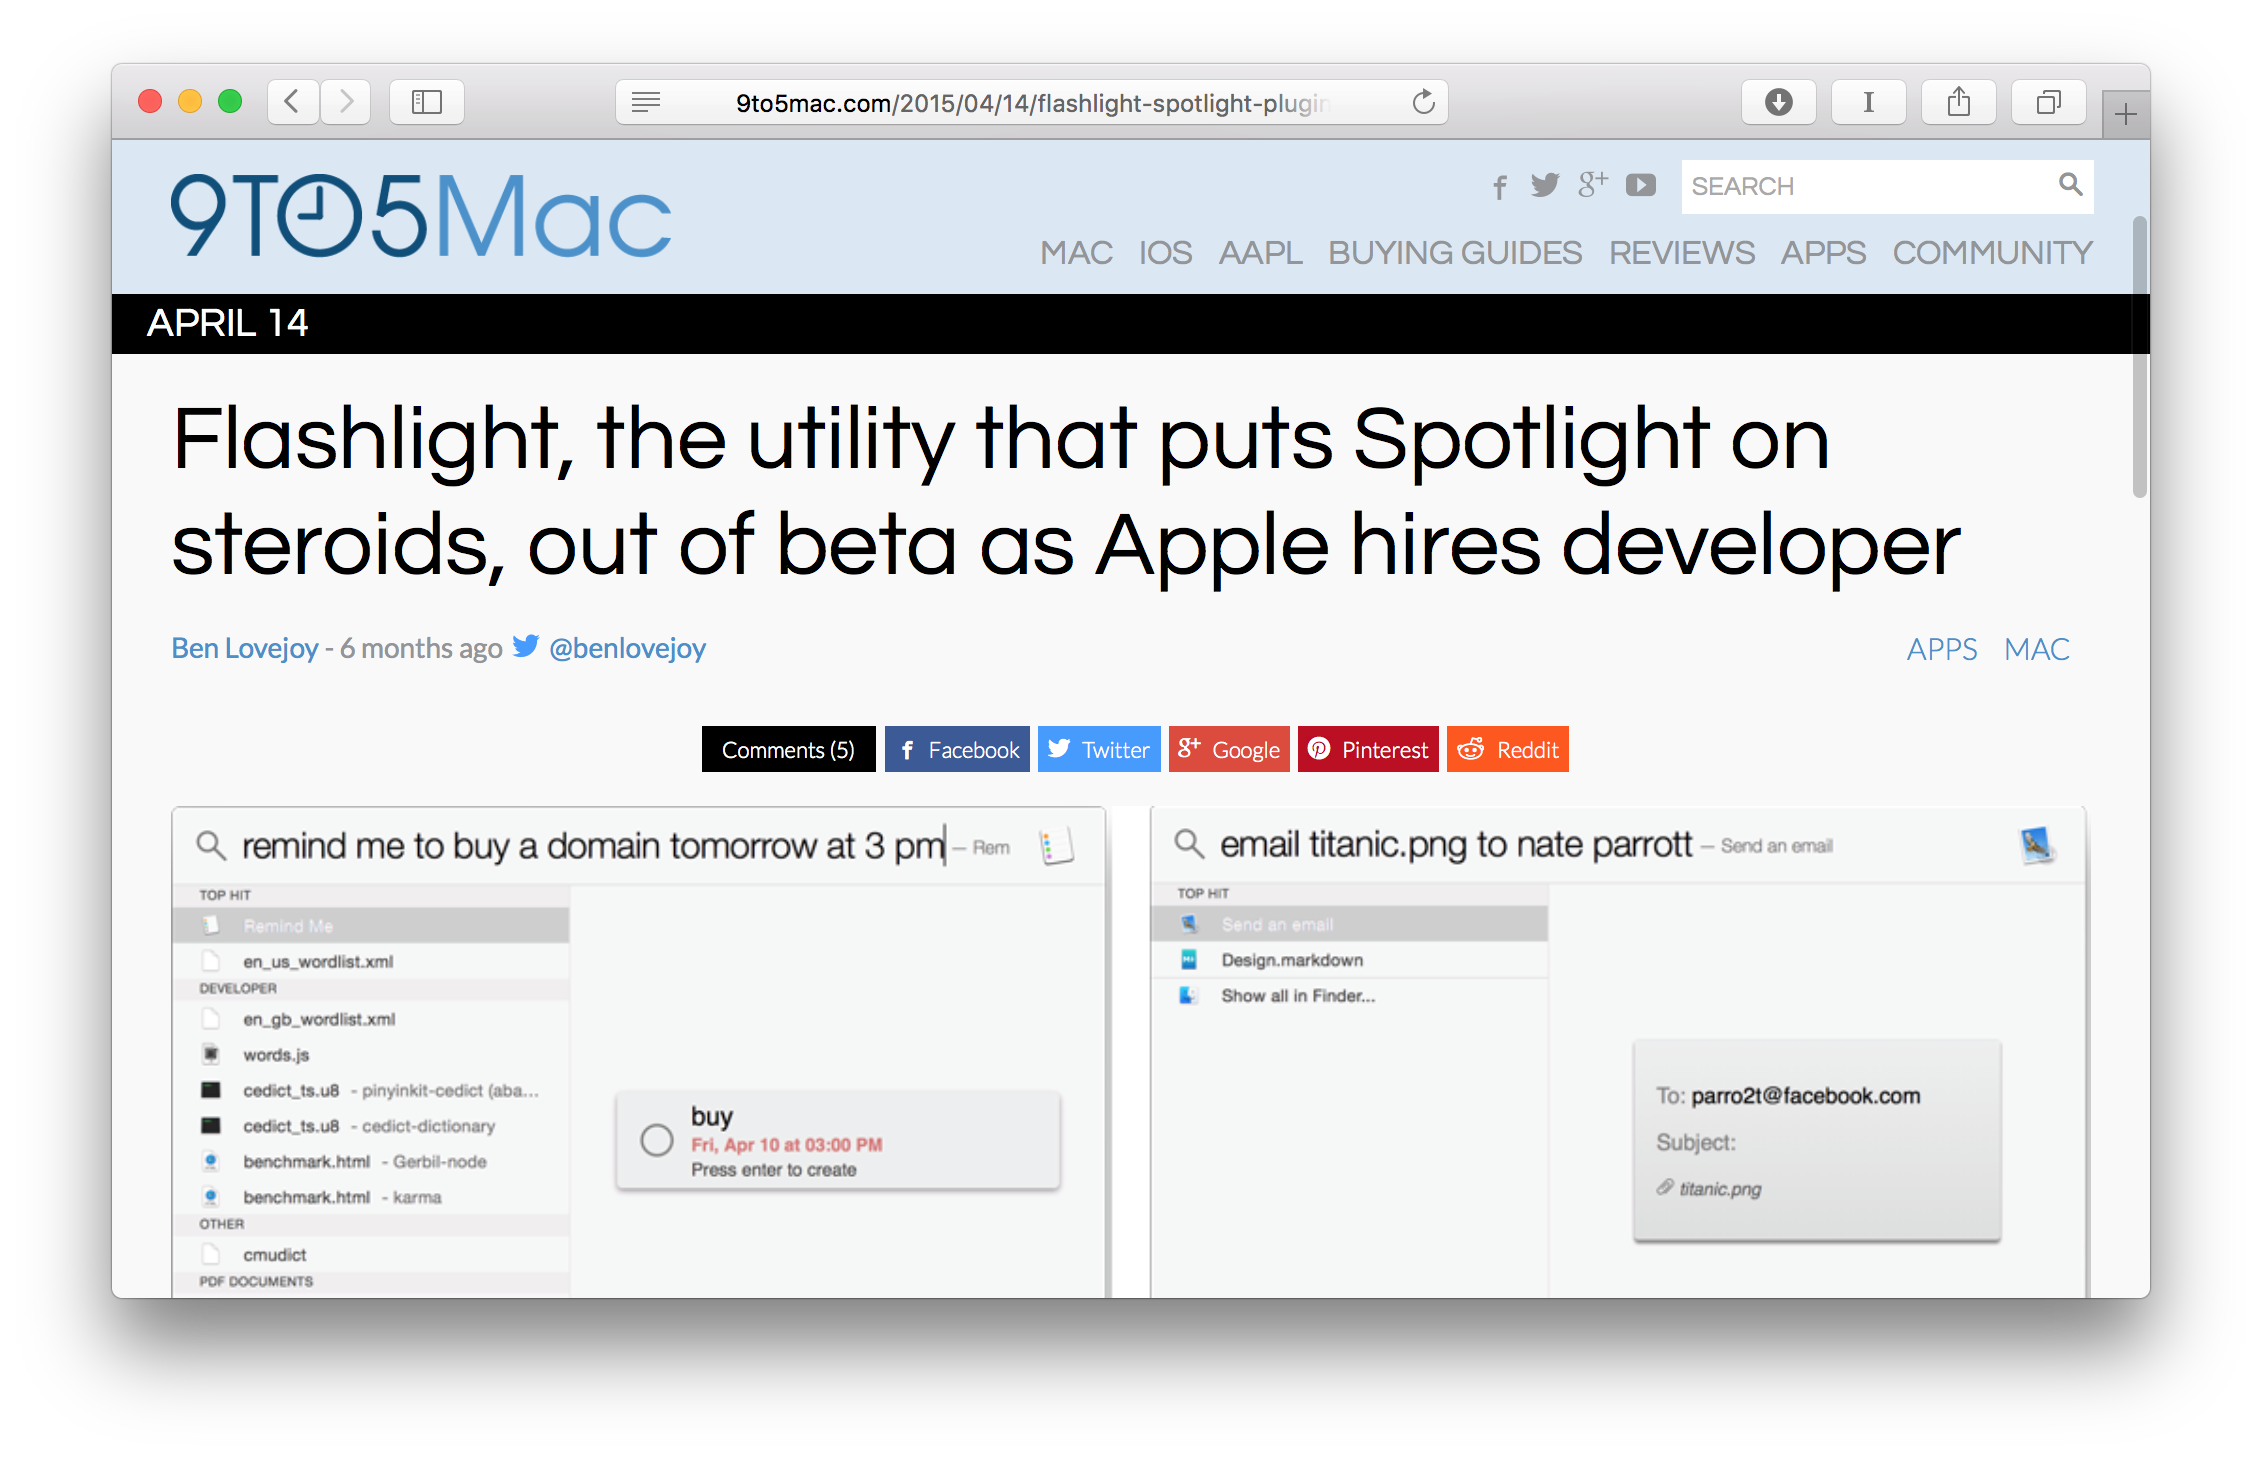 9to5mac.com/2015/04/14/flashlight-spotlight-plugin
9TO5Mac
SEARCH
MAC IOS AAPL BUYING GUIDES REVIEWS APPS COMMUNITY
APRIL 14
Flashlight, the utility that puts Spotlight on
steroids, out of beta as Apple hires developer
Ben Lovejoy - 6 months ago @benlovejoy
APPS MAC
Comments (5) Facebook Twitter Google Pinterest Reddit
remind me to buy a domain tomorrow at 3 pm – Rem
TOP HIT
Remind Me
en_us_wordlist.xml
DEVELOPER
en_gb_wordlist.xml
words.js
cedict_ts.u8 - pinyinkit-cedict (aba...
cedict_ts.u8 - cedict-dictionary
benchmark.html - Gerbil-node
benchmark.html - karma
OTHER
cmudict
PDF DOCUMENTS
buy
Fri, Apr 10 at 03:00 PM
Press enter to create
email titanic.png to nate parrott – Send an email
TOP HIT
Send an email
Design.markdown
Show all in Finder...
To: parro2t@facebook.com
Subject:
titanic.png